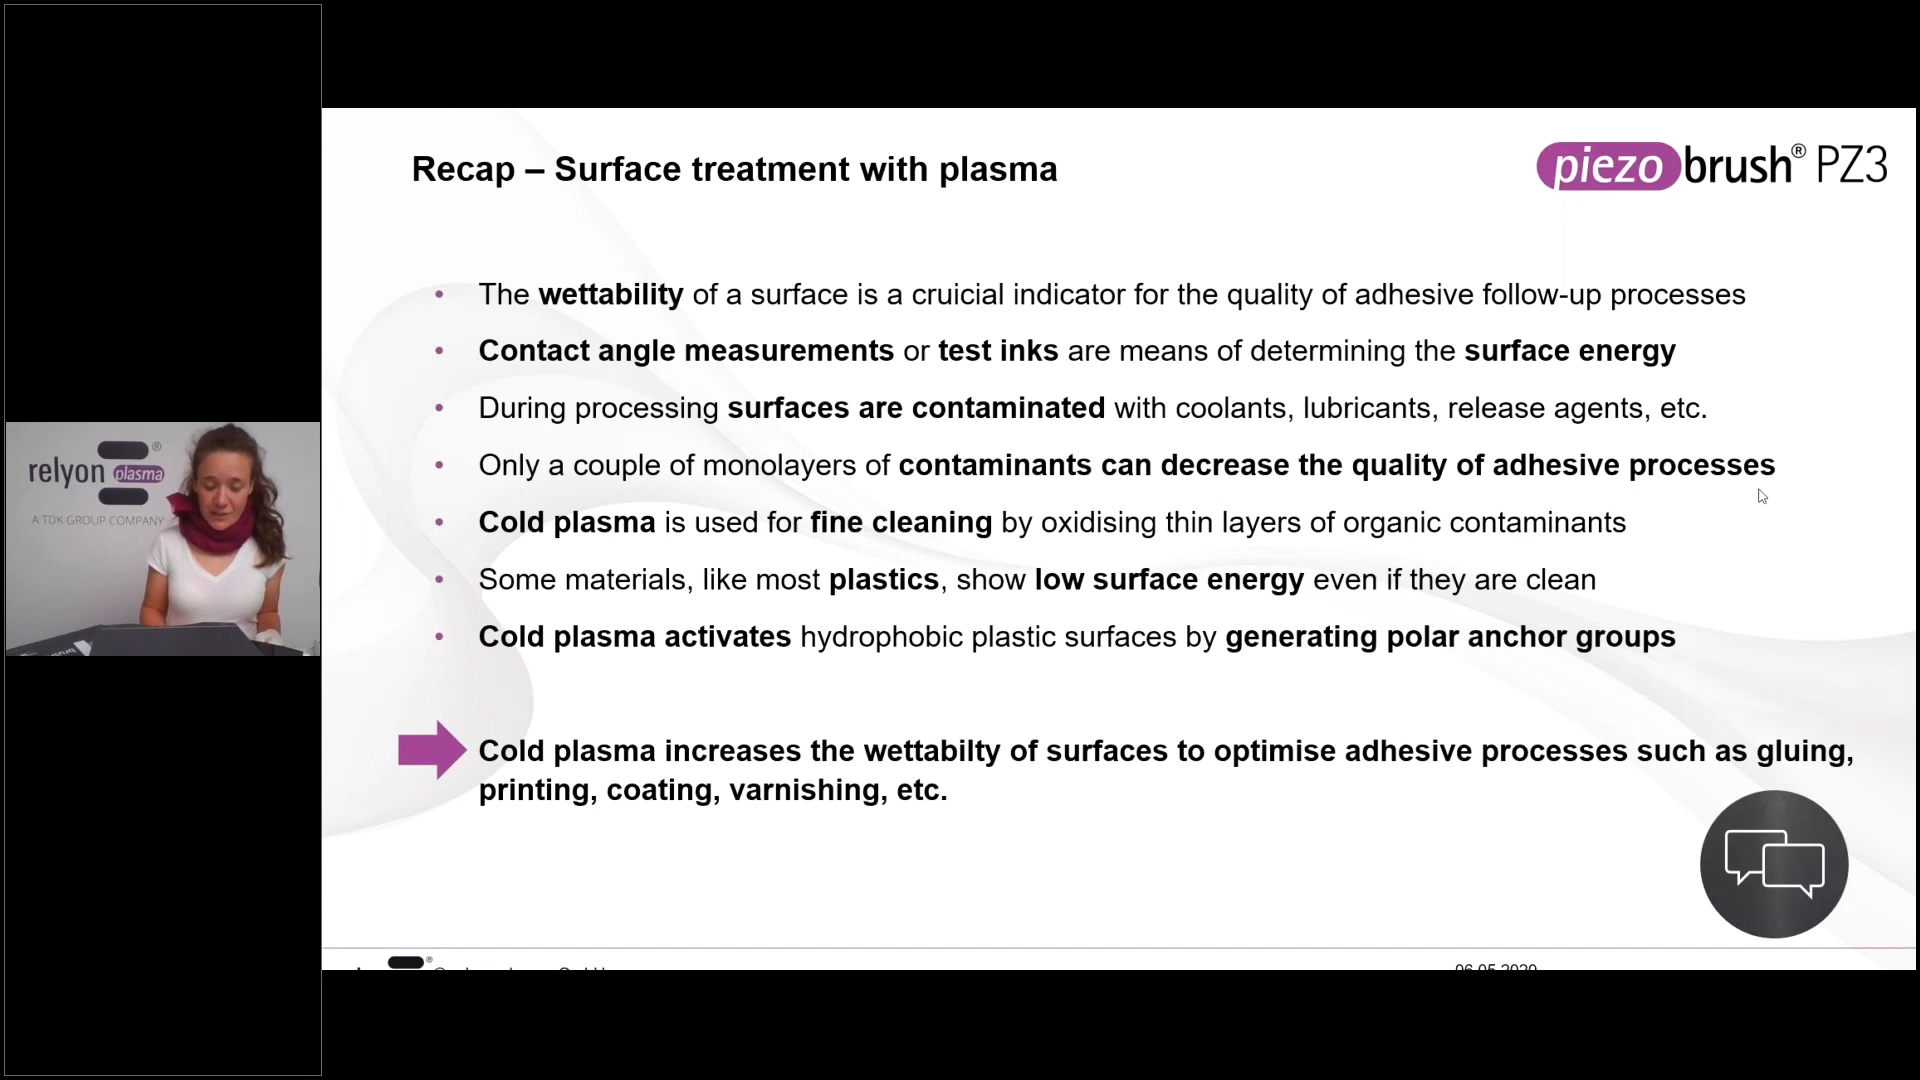 Recap – Surface treatment with plasma
piezobrush® PZ3
• The wettability of a surface is a cruicial indicator for the quality of adhesive follow-up processes
• Contact angle measurements or test inks are means of determining the surface energy
• During processing surfaces are contaminated with coolants, lubricants, release agents, etc.
• Only a couple of monolayers of contaminants can decrease the quality of adhesive processes
• Cold plasma is used for fine cleaning by oxidising thin layers of organic contaminants
• Some materials, like most plastics, show low surface energy even if they are clean
• Cold plasma activates hydrophobic plastic surfaces by generating polar anchor groups
Cold plasma increases the wettabilty of surfaces to optimise adhesive processes such as gluing,
printing, coating, varnishing, etc.
®
relyon plasma
A TDK GROUP COMPANY
®
06.05.2020